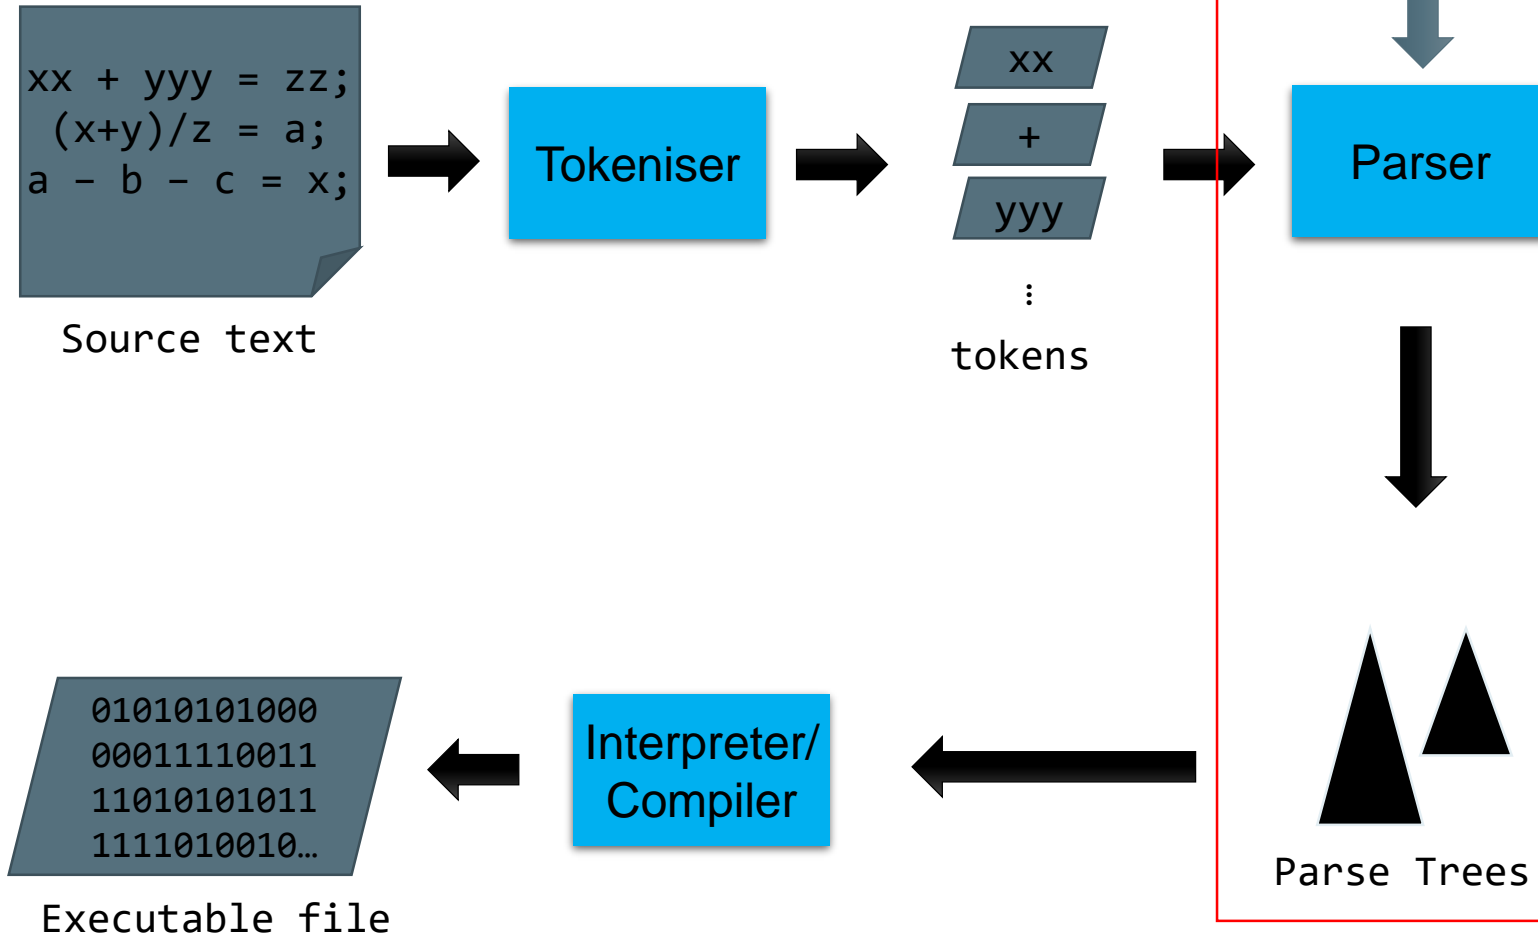 xx + yyy = zz;
(x+y)/z = a;
a – b – c = x;
Source text
Tokeniser
xx
+
yyy
⋮
tokens
Parser
Parse Trees
Interpreter/
Compiler
01010101000
00011110011
11010101011
1111010010…
Executable file